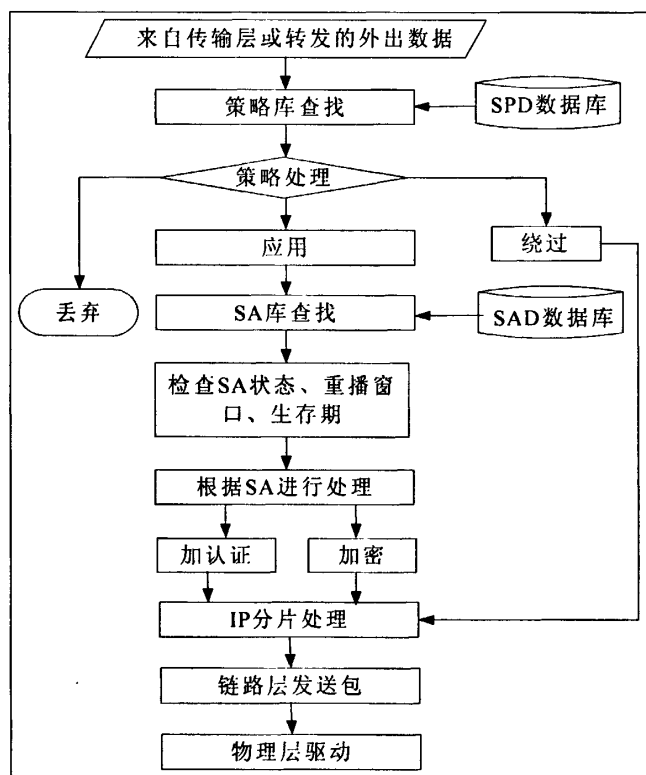 来自传输层或转发的外出数据
策略库查找
SPD数据库
策略处理
应用
绕过
丢弃
SA库查找
SAD数据库
检查SA状态、重播窗
口、生存期
根据SA进行处理
加认证
加密
IP分片处理
链路层发送包
物理层驱动